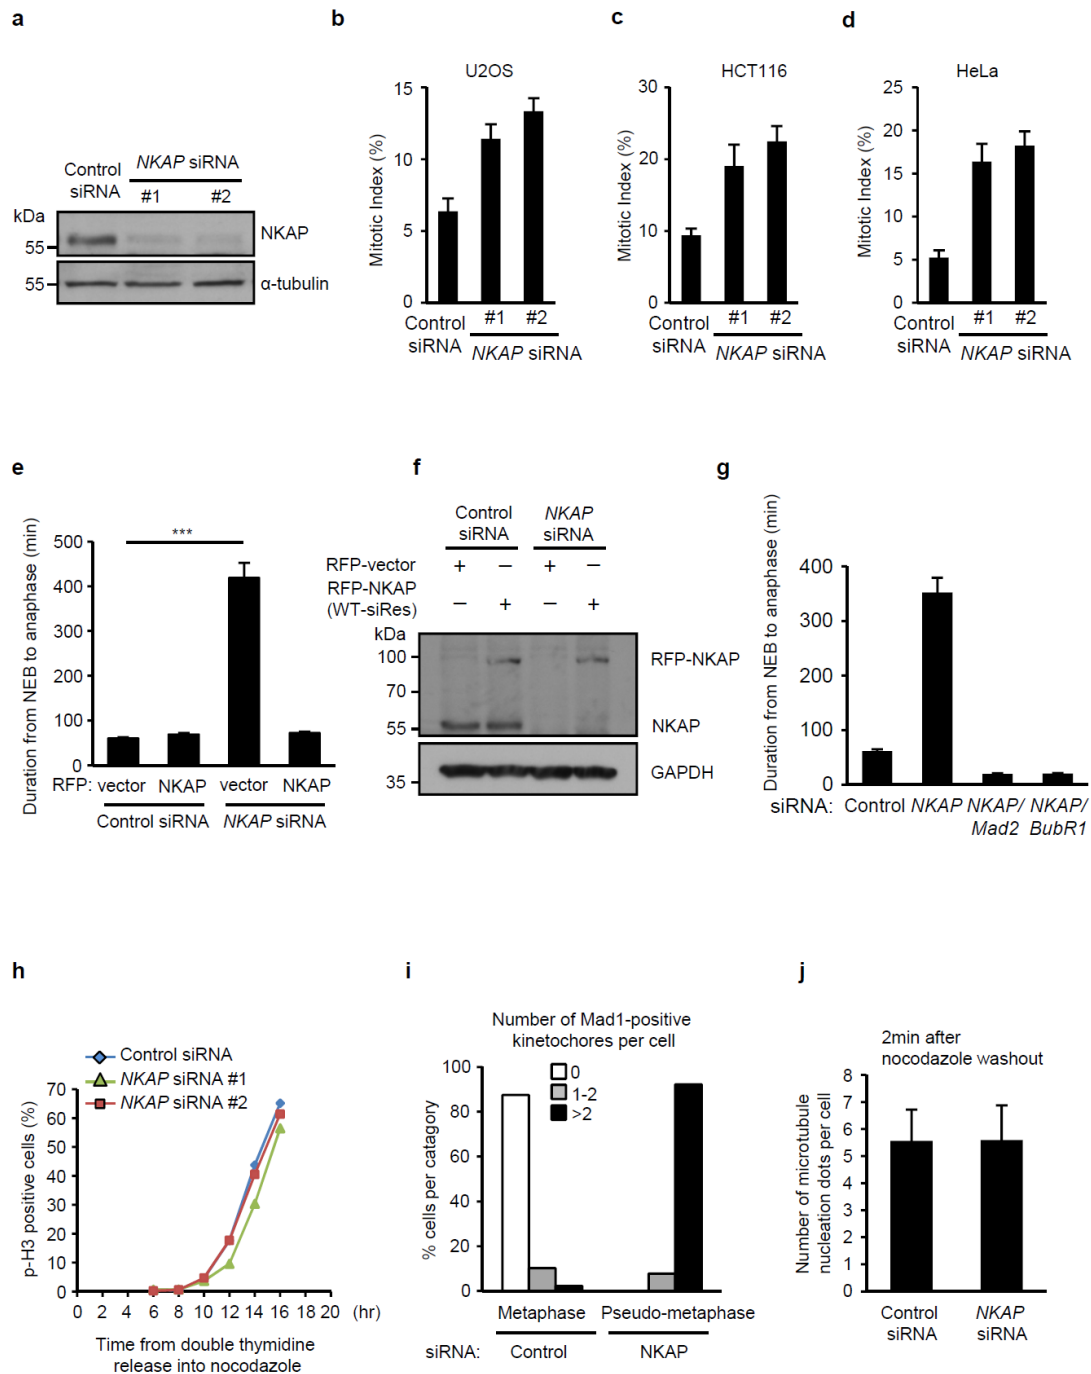 a
Control
siRNA
NKAP siRNA
#1 #2
kDa
55
NKAP
55
α-tubulin
b
U2OS
Mitotic Index (%)
15
10
5
0
Control
siRNA
#1 #2
NKAP siRNA
c
HCT116
Mitotic Index (%)
30
20
10
0
Control
siRNA
#1 #2
NKAP siRNA
d
HeLa
Mitotic Index (%)
25
20
15
10
5
0
Control
siRNA
#1 #2
NKAP siRNA
e
Duration from NEB to anaphase (min)
500
400
300
200
100
0
***
RFP: vector NKAP vector NKAP
Control siRNA NKAP siRNA
f
Control
siRNA
NKAP
siRNA
RFP-vector + – + –
RFP-NKAP
(WT-siRes) – + – +
kDa
100
70
55
35
RFP-NKAP
NKAP
GAPDH
g
Duration from NEB to anaphase (min)
400
300
200
100
0
siRNA: Control NKAP NKAP/ NKAP/
Mad2 BubR1
h
Control siRNA
NKAP siRNA #1
NKAP siRNA #2
p-H3 positive cells (%)
70
60
50
40
30
20
10
0
0 2 4 6 8 10 12 14 16 18 20 (hr)
Time from double thymidine
release into nocodazole
i
Number of Mad1-positive
kinetochores per cell
0
1-2
>2
% cells per catagory
100
80
60
40
20
0
Metaphase Pseudo-metaphase
siRNA: Control NKAP
j
2min after
nocodazole washout
Number of microtubule
nucleation dots per cell
8
7
6
5
4
3
2
1
0
Control
siRNA
NKAP
siRNA